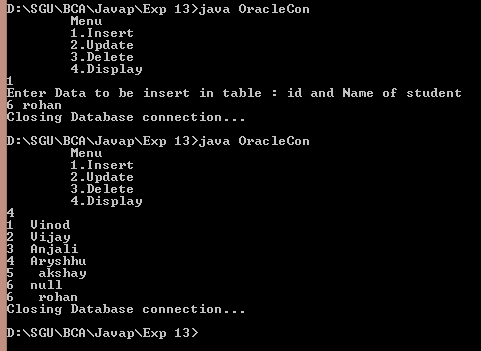 D:\SGU\BCA\Javap\Exp 13>java OracleCon
Menu
1.Insert
2.Update
3.Delete
4.Display
1
Enter Data to be insert in table : id and Name of student
6 rohan
Closing Database connection...
D:\SGU\BCA\Javap\Exp 13>java OracleCon
Menu
1.Insert
2.Update
3.Delete
4.Display
4
1 Vinod
2 Vijay
3 Anjali
4 Aryshhu
5 akshay
6 null
6 rohan
Closing Database connection...
D:\SGU\BCA\Javap\Exp 13>